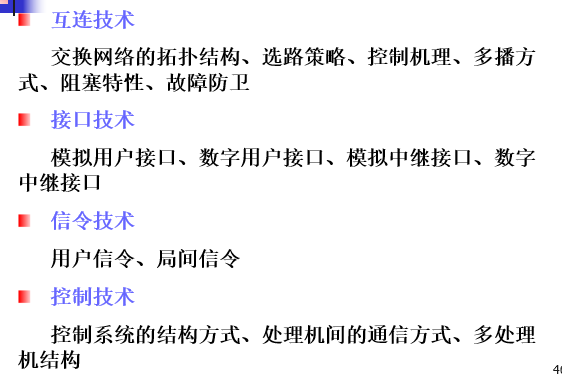 互连技术
交换网络的拓扑结构、选路策略、控制机理、多播方
式、阻塞特性、故障防卫
接口技术
模拟用户接口、数字用户接口、模拟中继接口、数字
中继接口
信令技术
用户信令、局间信令
控制技术
控制系统的结构方式、处理机间的通信方式、多处理
机结构